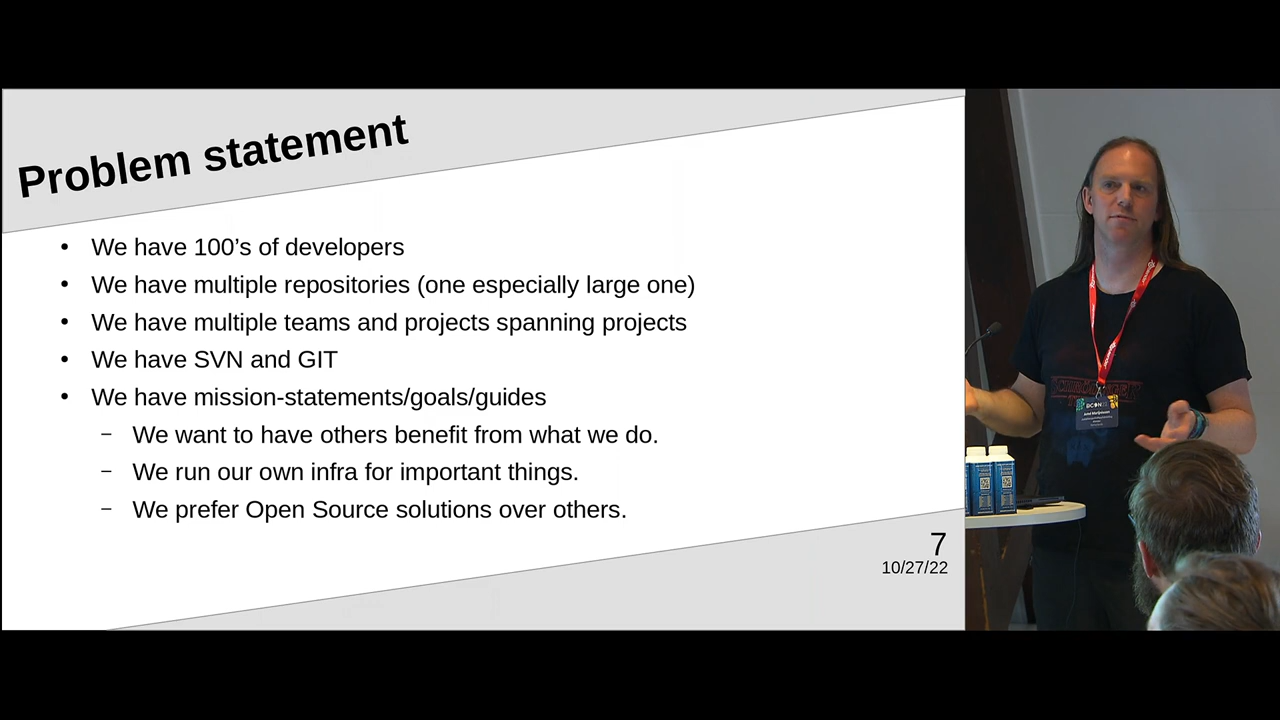 Problem statement
• We have 100’s of developers
• We have multiple repositories (one especially large one)
• We have multiple teams and projects spanning projects
• We have SVN and GIT
• We have mission-statements/goals/guides
– We want to have others benefit from what we do.
– We run our own infra for important things.
– We prefer Open Source solutions over others.
7
10/27/22